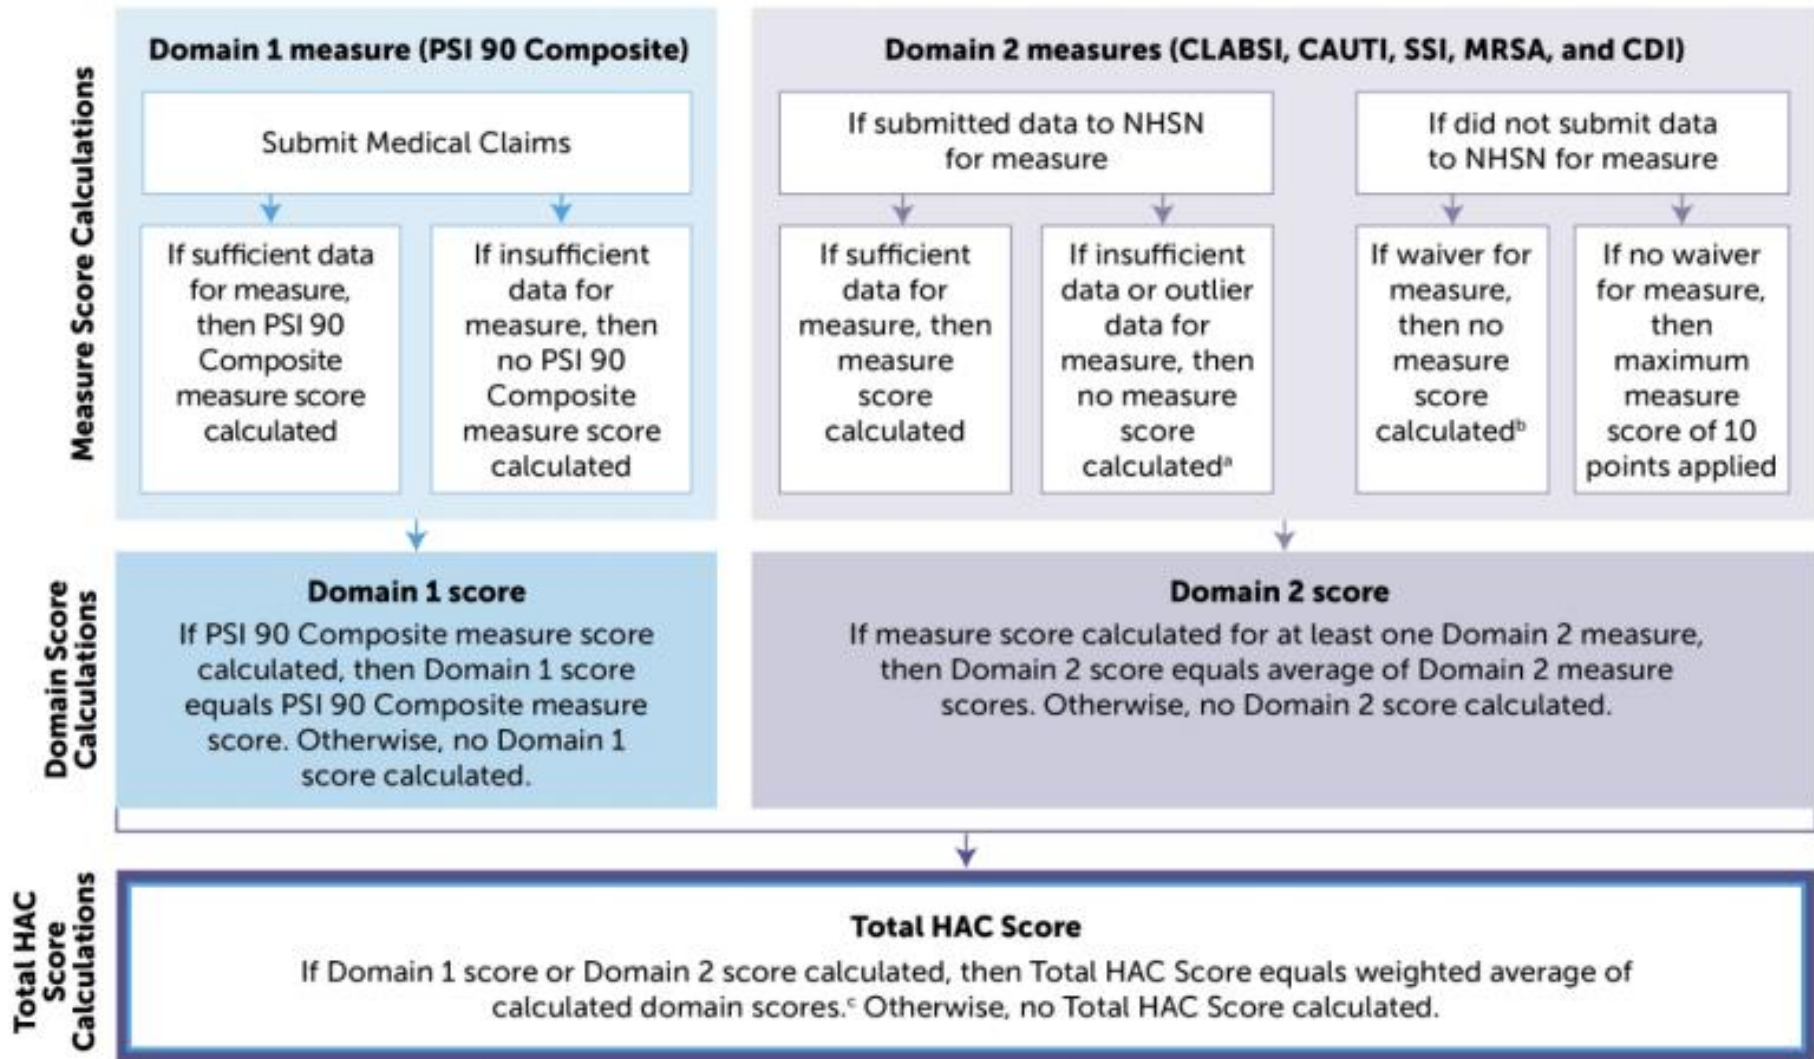 Measure Score Calculations
Domain 1 measure (PSI 90 Composite)
Submit Medical Claims
If sufficient data
for measure,
then PSI 90
Composite
measure score
calculated
If insufficient
data for
measure, then
no PSI 90
Composite
measure score
calculated
Domain 2 measures (CLABSI, CAUTI, SSI, MRSA, and CDI)
If submitted data to NHSN
for measure
If sufficient
data for
measure, then
measure
score
calculated
If insufficient
data or outlier
data for
measure, then
no measure
score
calculatedᵃ
If did not submit data
to NHSN for measure
If waiver for
measure,
then no
measure
score
calculatedᵇ
If no waiver
for measure,
then
maximum
measure
score of 10
points applied
Domain Score
Calculations
Domain 1 score
If PSI 90 Composite measure score
calculated, then Domain 1 score
equals PSI 90 Composite measure
score. Otherwise, no Domain 1
score calculated.
Domain 2 score
If measure score calculated for at least one Domain 2 measure,
then Domain 2 score equals average of Domain 2 measure
scores. Otherwise, no Domain 2 score calculated.
Total HAC
Score
Calculations
Total HAC Score
If Domain 1 score or Domain 2 score calculated, then Total HAC Score equals weighted average of
calculated domain scores.ᶜ Otherwise, no Total HAC Score calculated.